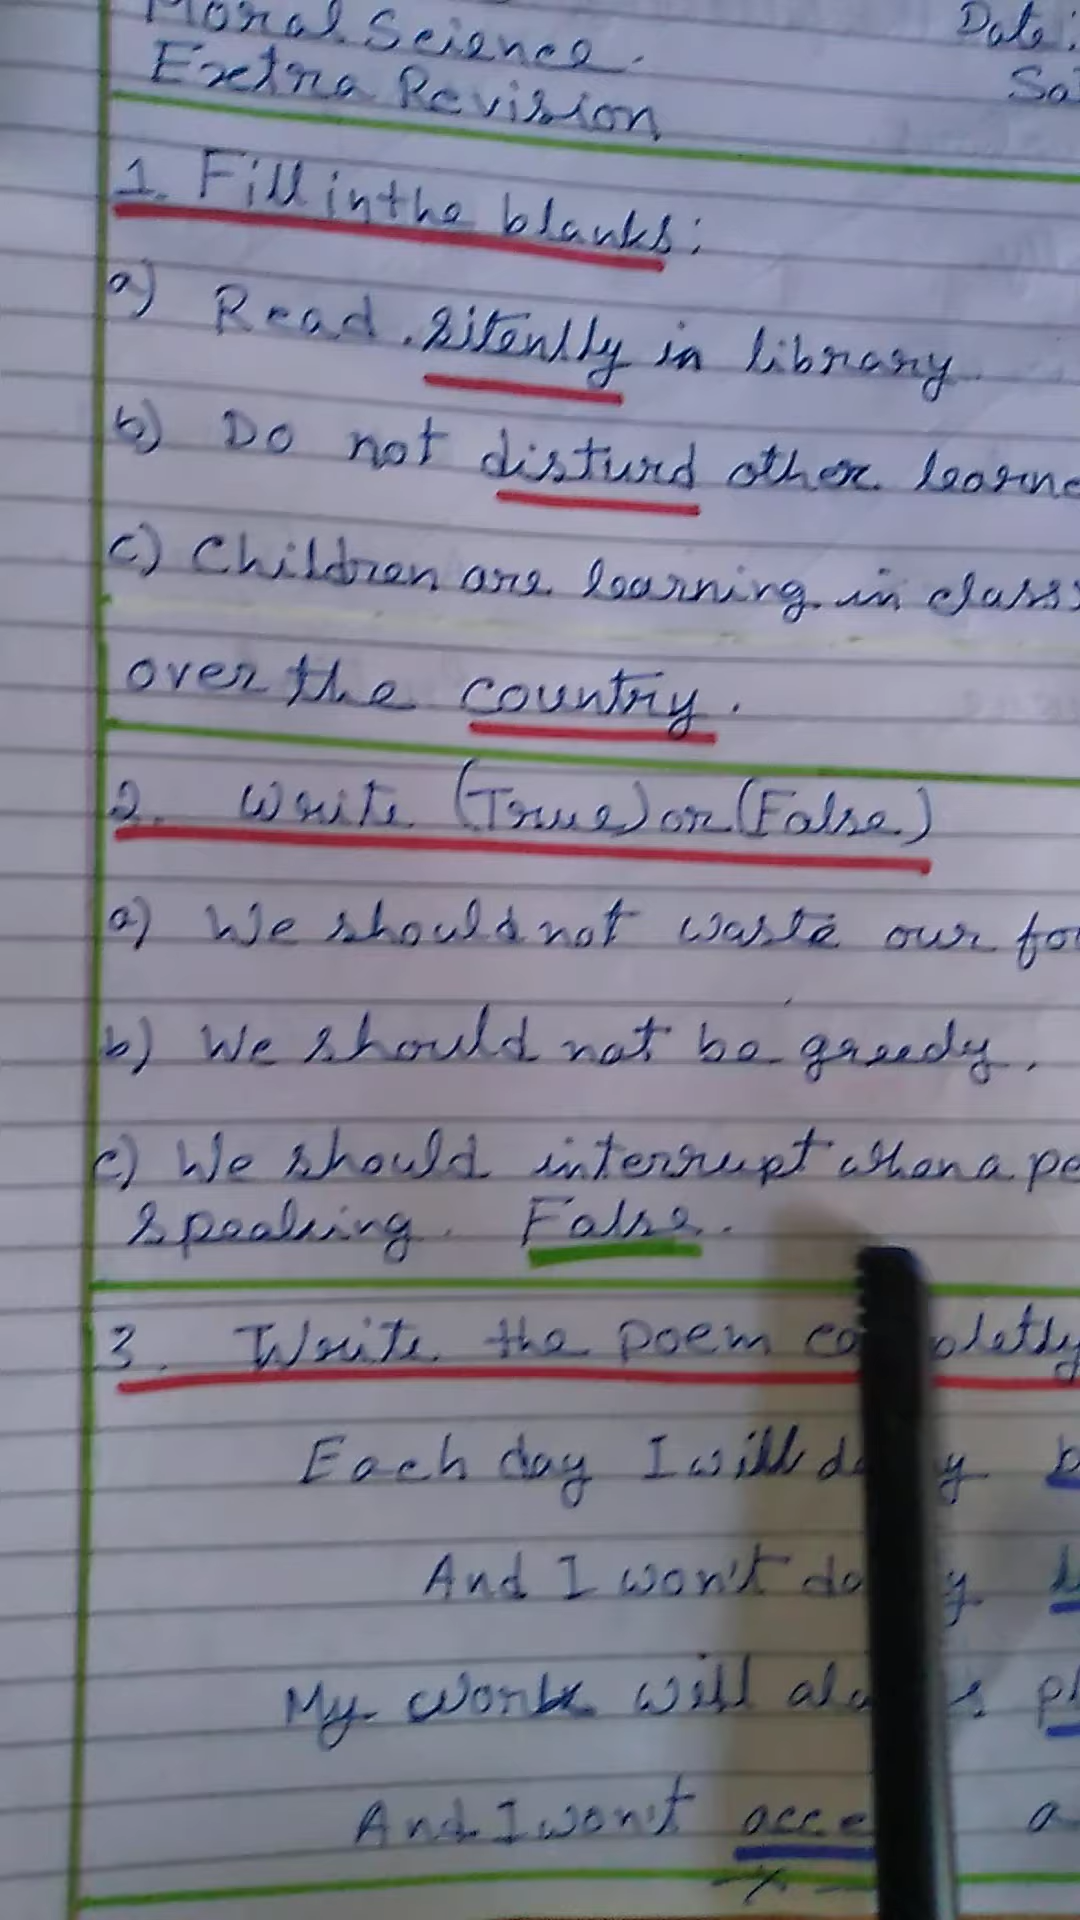 Moral Science.
Date:
Extra Revision
1. Fill in the blanks:
a) Read sitently in library.
b) Do not disturd other
c) Children are learning in
over the country.
2. Write (True) or (False)
a) We should not waste our
b) We should not be greedy.
c) We should interrupt when a
speaking. False.
3. Write the poem
Each day I will
And I won't
My work will
And I won't